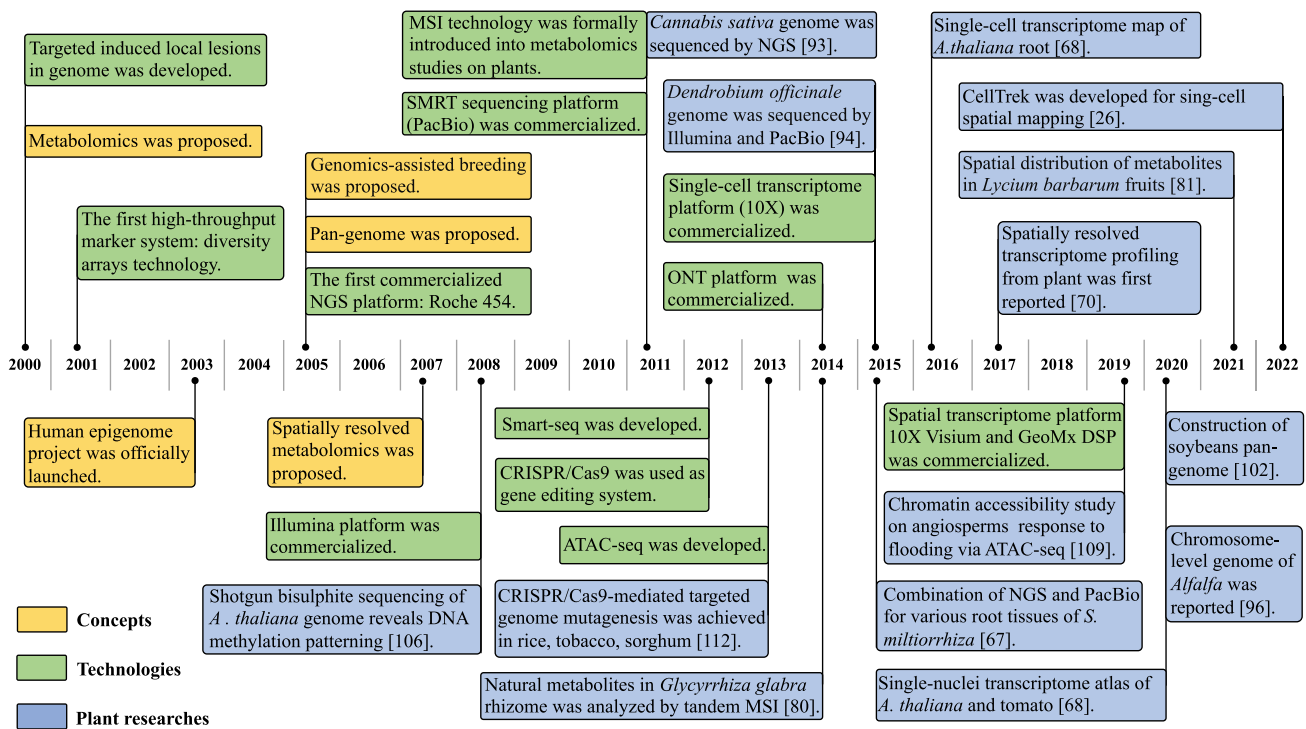 Targeted induced local lesions
in genome was developed.
Metabolomics was proposed.
The first high-throughput
marker system: diversity
arrays technology.
MSI technology was formally
introduced into metabolomics
studies on plants.
SMRT sequencing platform
(PacBio) was commercialized.
Genomics-assisted breeding
was proposed.
Pan-genome was proposed.
The first commercialized
NGS platform: Roche 454.
Cannabis sativa genome was
sequenced by NGS [93].
Dendrobium officinale
genome was sequenced by
Illumina and PacBio [94].
Single-cell transcriptome
platform (10X) was
commercialized.
ONT platform was
commercialized.
Single-cell transcriptome map of
A.thaliana root [68].
CellTrek was developed for sing-cell
spatial mapping [26].
Spatial distribution of metabolites
in Lycium barbarum fruits [81].
Spatially resolved
transcriptome profiling
from plant was first
reported [70].
2000 2001 2002 2003 2004 2005 2006 2007 2008 2009 2010 2011 2012 2013 2014 2015 2016 2017 2018 2019 2020 2021 2022
Human epigenome
project was officially
launched.
Spatially resolved
metabolomics was
proposed.
Illumina platform was
commercialized.
Shotgun bisulphite sequencing of
A . thaliana genome reveals DNA
methylation patterning [106].
Smart-seq was developed.
CRISPR/Cas9 was used as
gene editing system.
ATAC-seq was developed.
CRISPR/Cas9-mediated targeted
genome mutagenesis was achieved
in rice, tobacco, sorghum [112].
Natural metabolites in Glycyrrhiza glabra
rhizome was analyzed by tandem MSI [80].
Spatial transcriptome platform
10X Visium and GeoMx DSP
was commercialized.
Chromatin accessibility study
on angiosperms response to
flooding via ATAC-seq [109].
Combination of NGS and PacBio
for various root tissues of S.
miltiorrhiza [67].
Single-nuclei transcriptome atlas of
A. thaliana and tomato [68].
Construction of
soybeans pan-
genome [102].
Chromosome-
level genome of
Alfalfa was
reported [96].
Concepts
Technologies
Plant researches